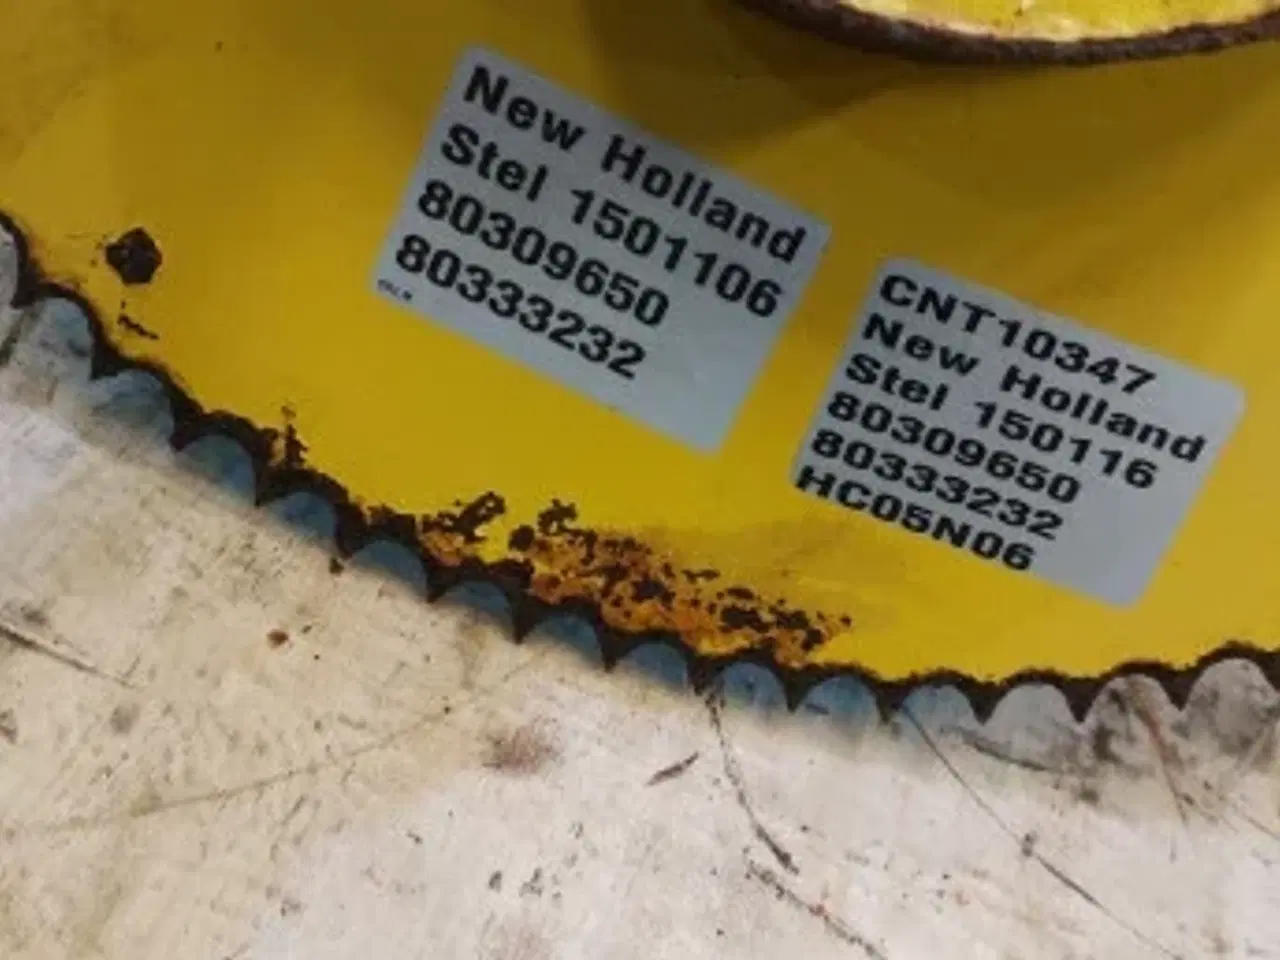 New Holland
Stel 1501106
80309650
80333232
CNT10347
New Holland
Stel 150116
80309650
80333232
HC05N06